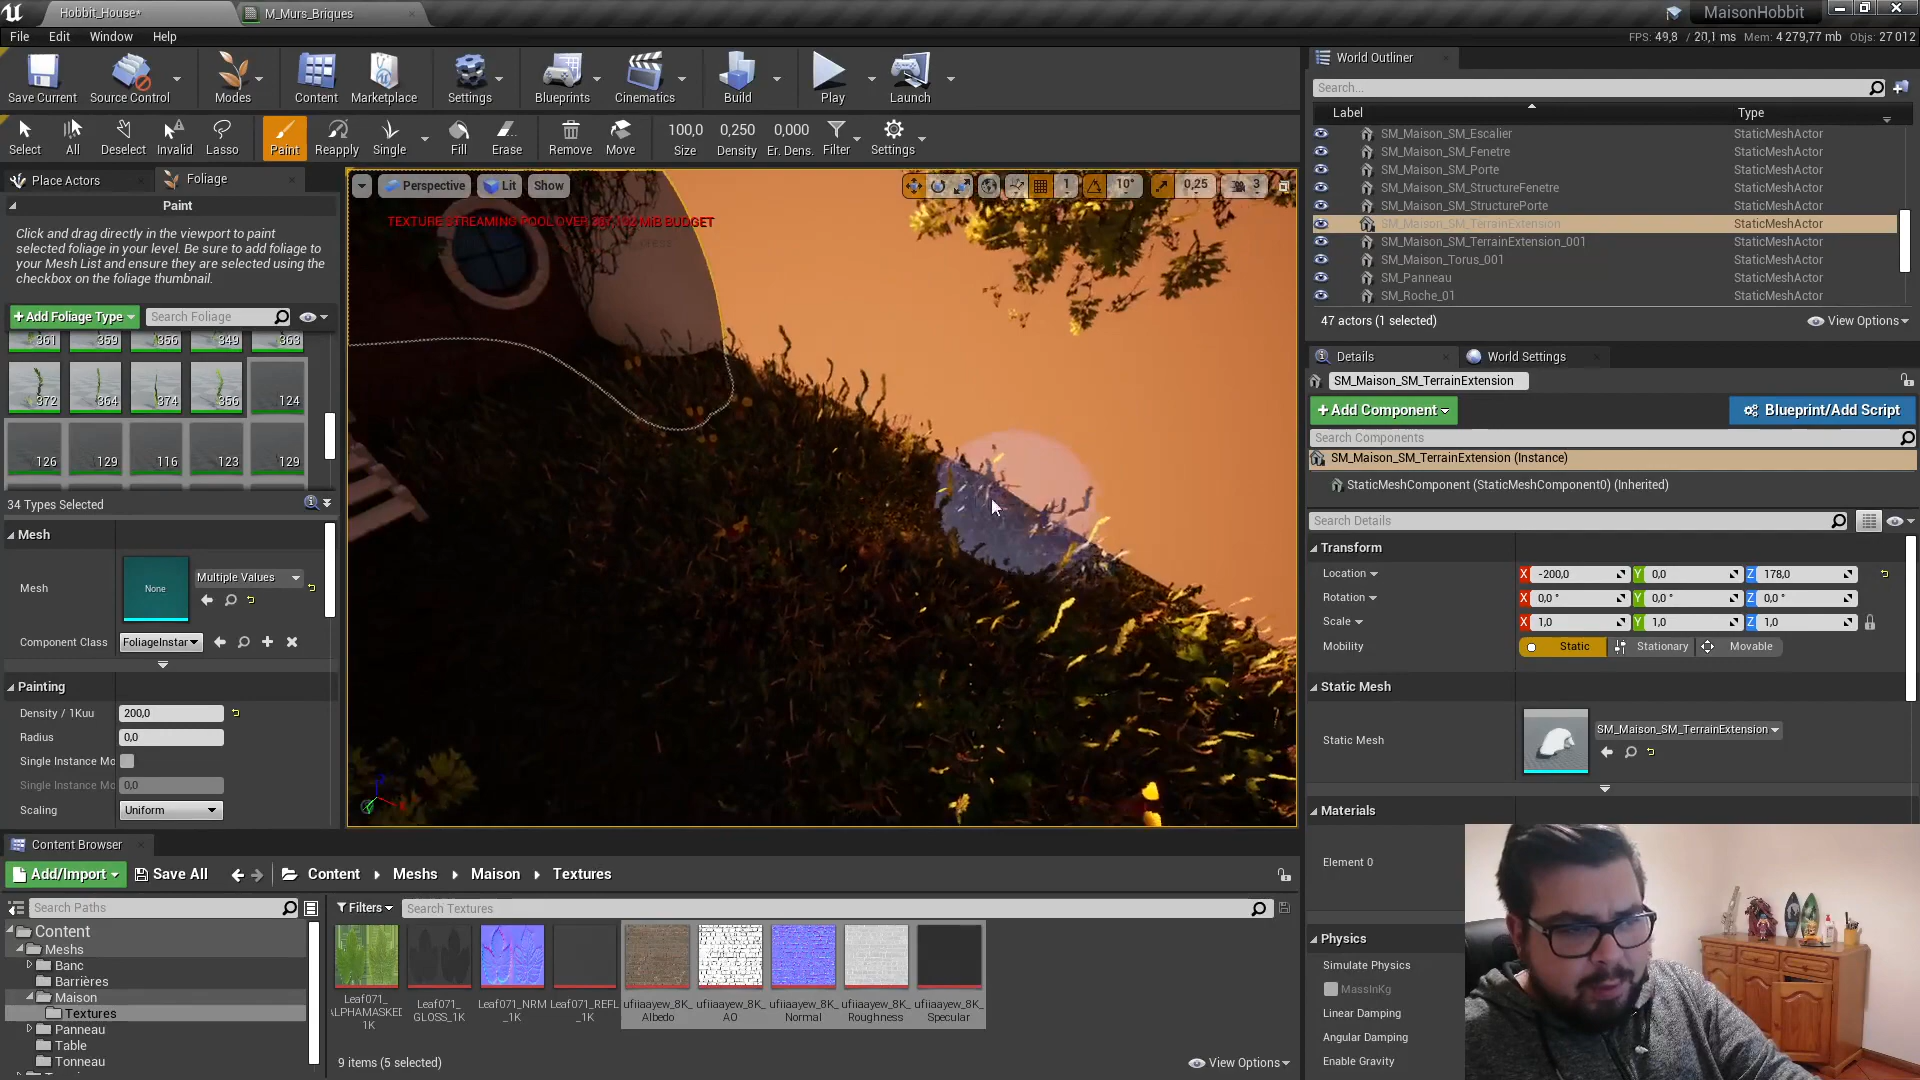 Hobbit_House*
M_Murs_Briques
MaisonHobbit
File Edit Window Help
FPS: 49,8 / 20,1 ms Mem: 4 279,77 mb Objs: 27 012
Save Current Source Control Modes Content Marketplace Settings Blueprints Cinematics Build Play Launch
Select All Deselect Invalid Lasso Paint Reapply Single Fill Erase Remove Move
100,0 0,250 0,000
Size Density Er. Dens. Filter Settings
Place Actors Foliage
Paint
Click and drag directly in the viewport to paint
selected foliage in your level. Be sure to add foliage to
your Mesh List and ensure they are selected using the
checkbox on the foliage thumbnail.
+Add Foliage Type Search Foliage
361 359 356 349 363
372 364 374 356 124
126 129 116 123 129
34 Types Selected
Mesh
Mesh None Multiple Values
Component Class FoliageInstar
Painting
Density / 1Kuu 200,0
Radius 0,0
Single Instance Mo
Single Instance Mo 0,0
Scaling Uniform
Perspective Lit Show
1 10° 0,25 3
World Outliner
Search...
Label Type
SM_Maison_SM_Escalier StaticMeshActor
SM_Maison_SM_Fenetre StaticMeshActor
SM_Maison_SM_Porte StaticMeshActor
SM_Maison_SM_StructureFenetre StaticMeshActor
SM_Maison_SM_StructurePorte StaticMeshActor
SM_Maison_SM_TerrainExtension StaticMeshActor
SM_Maison_SM_TerrainExtension_001 StaticMeshActor
SM_Maison_Torus_001 StaticMeshActor
SM_Panneau StaticMeshActor
SM_Roche_01 StaticMeshActor
47 actors (1 selected) View Options
Details World Settings
SM_Maison_SM_TerrainExtension
+Add Component Blueprint/Add Script
Search Components
SM_Maison_SM_TerrainExtension (Instance)
StaticMeshComponent (StaticMeshComponent0) (Inherited)
Search Details
Transform
Location X -200,0 Y 0,0 Z 178,0
Rotation X 0,0 ° Y 0,0 ° Z 0,0 °
Scale X 1,0 Y 1,0 Z 1,0
Mobility Static Stationary Movable
Static Mesh
Static Mesh SM_Maison_SM_TerrainExtension
Materials
Element 0
Physics
Simulate Physics
MassInKg
Linear Damping
Angular Damping
Enable Gravity
Content Browser
Add/Import Save All Content Meshs Maison Textures
Search Paths
Content
Meshs
Banc
Barrières
Maison
Textures
Panneau
Table
Tonneau
Filters Search Textures
Leaf071_
ALPHAMASKED
1K
Leaf071_
GLOSS_1K
Leaf071_NRM
_1K
Leaf071_REFL
_1K
ufiiaayew_8K_
Albedo
ufiiaayew_8K_
AO
ufiiaayew_8K_
Normal
ufiiaayew_8K_
Roughness
ufiiaayew_8K_
Specular
9 items (5 selected) View Options